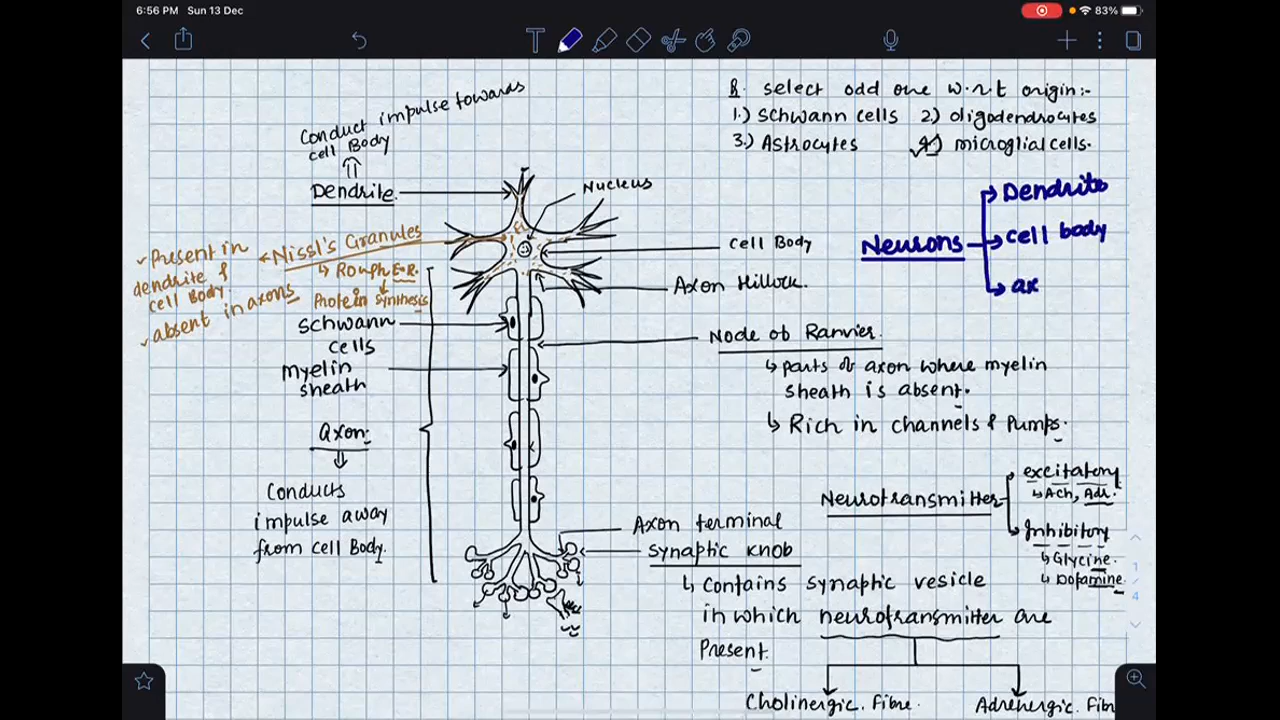 6:56 PM Sun 13 Dec
83%
Q. select odd one w.r.t origin:-
1.) Schwann cells 2.) oligodendrocytes
3.) Astrocytes 4.) microglial cells.
Conduct impulse towards
cell Body
Dendrite
Nucleus
Nissl's Granules
Present in
dendrite &
cell Body
absent in axons
Rough E.R.
Protein synthesis
Cell Body
Axon Hillock.
Neurons
Dendrite
cell body
ax
Schwann
cells
myelin
sheath
Node of Ranvier.
parts of axon where myelin
sheath is absent.
Rich in channels & Pumps.
axon
Conducts
impulse away
from cell Body.
Neurotransmitter
excitatory
Ach, Adr.
Inhibitory
Glycine.
Dopamine
Axon terminal
synaptic knob
Contains synaptic vesicle
in which neurotransmitter are
Present.
Cholinergic. Fibre.
Adrenergic. Fibr
1
/
4